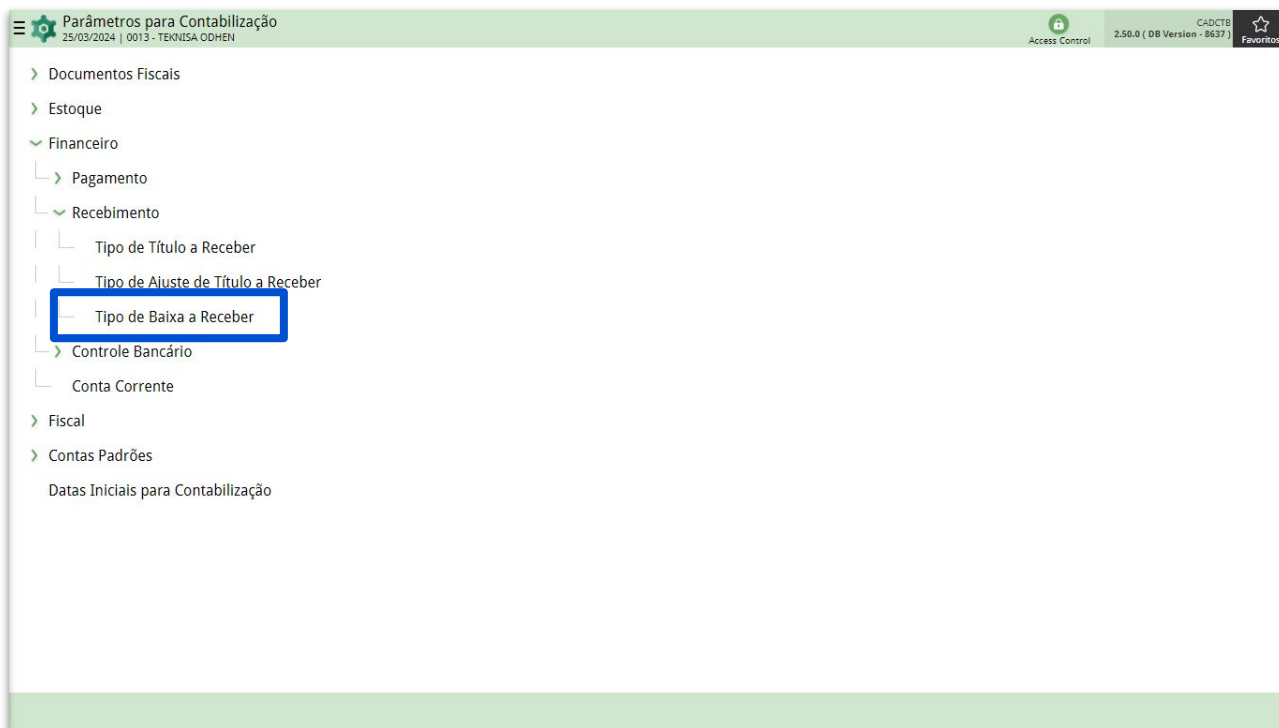 Parâmetros para Contabilização
25/03/2024 | 0013 - TEKNISA ODHEN
Access Control
CADCTB
2.50.0 ( DB Version - 8637 )
Favoritos
Documentos Fiscais
Estoque
Financeiro
Pagamento
Recebimento
Tipo de Título a Receber
Tipo de Ajuste de Título a Receber
Tipo de Baixa a Receber
Controle Bancário
Conta Corrente
Fiscal
Contas Padrões
Datas Iniciais para Contabilização